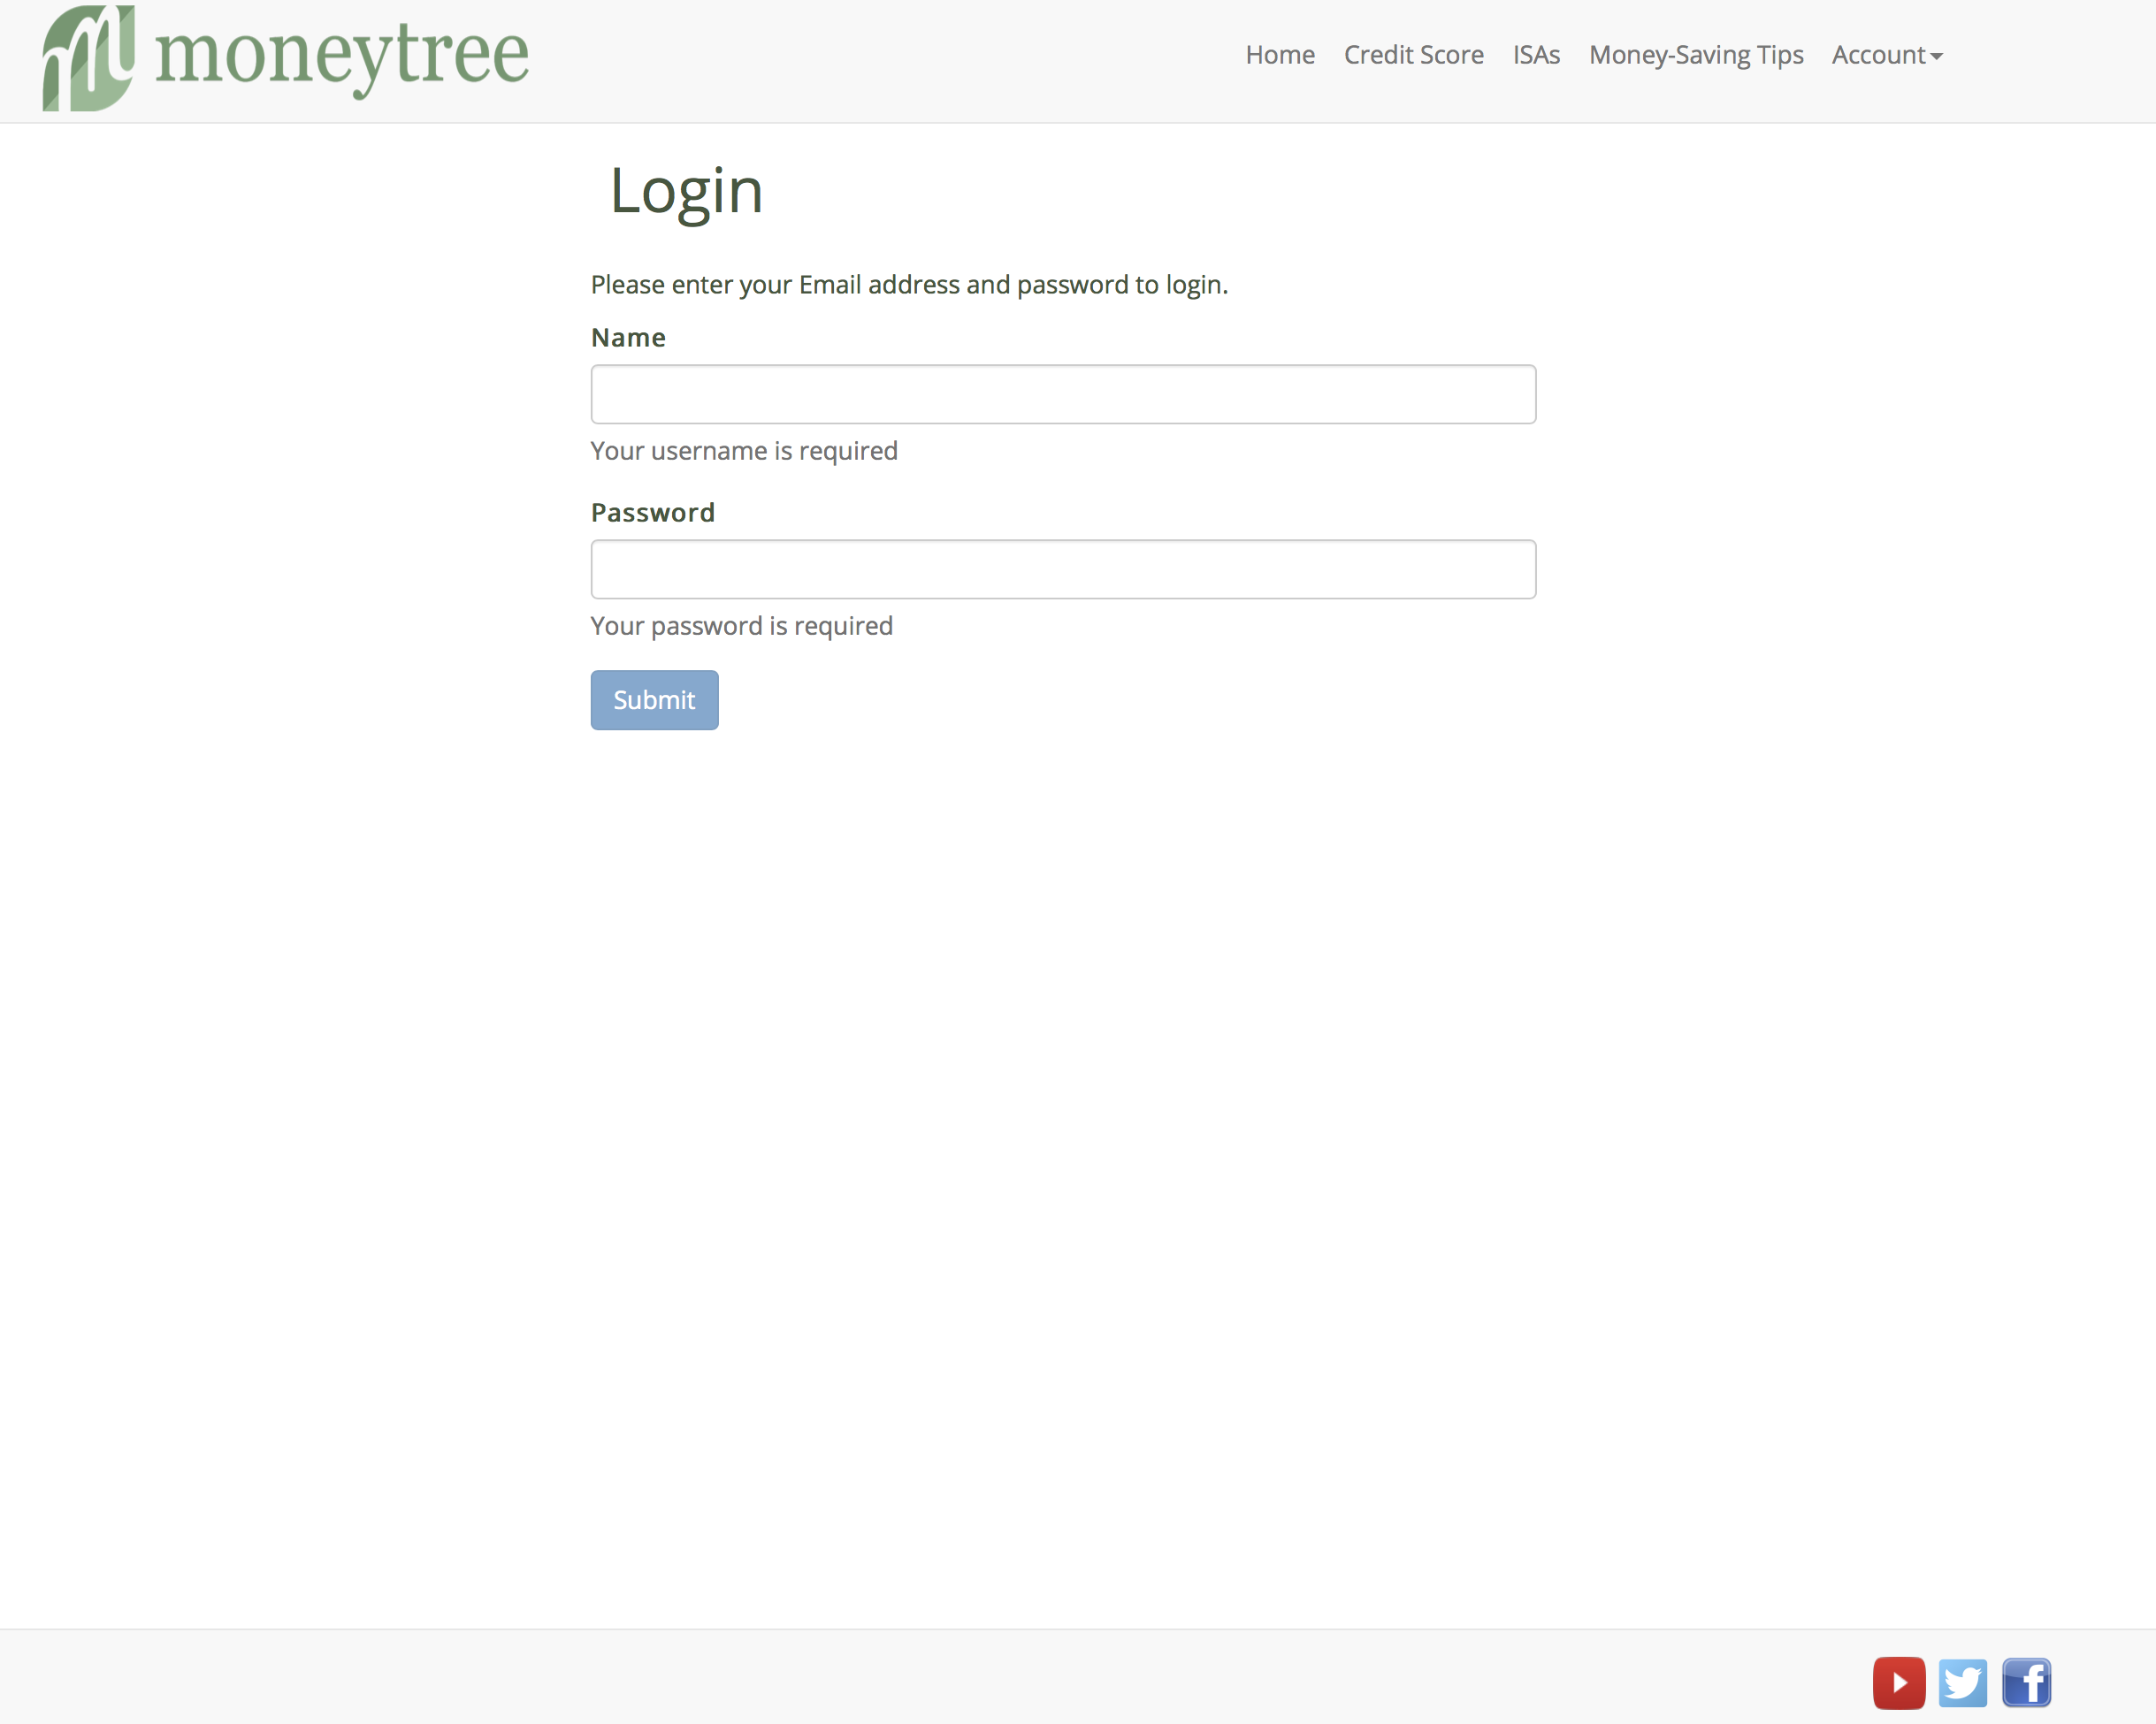 moneytree
Home Credit Score ISAs Money-Saving Tips Account
Login
Please enter your Email address and password to login.
Name
Your username is required
Password
Your password is required
Submit